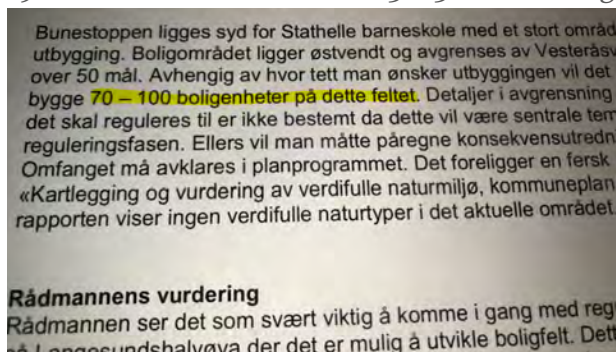 Bunestoppen ligges syd for Stathelle barneskole med et stort områd
utbygging. Boligområdet ligger østvendt og avgrenses av Vesteråsv
over 50 mål. Avhengig av hvor tett man ønsker utbyggingen vil det
bygge 70 – 100 boligenheter på dette feltet. Detaljer i avgrensning
det skal reguleres til er ikke bestemt da dette vil være sentrale tem
reguleringsfasen. Ellers vil man måtte påregne konsekvensutredn
Omfanget må avklares i planprogrammet. Det foreligger en fersk
«Kartlegging og vurdering av verdifulle naturmiljø, kommuneplan
rapporten viser ingen verdifulle naturtyper i det aktuelle området.
Rådmannens vurdering
Rådmannen ser det som svært viktig å komme i gang med reg
på Langesundshalvøya der det er mulig å utvikle boligfelt. Dett